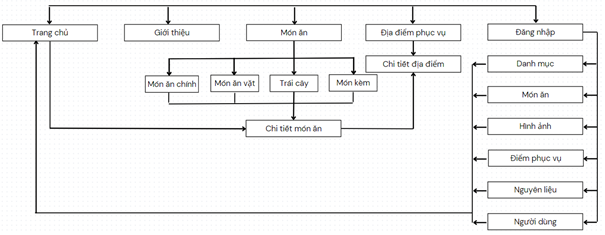 Trang chủ
Giới thiệu
Món ăn
Địa điểm phục vụ
Đăng nhập
Chi tiết địa điểm
Danh mục
Món ăn chính
Món ăn vặt
Trái cây
Món kèm
Món ăn
Chi tiết món ăn
Hình ảnh
Điểm phục vụ
Nguyên liệu
Người dùng